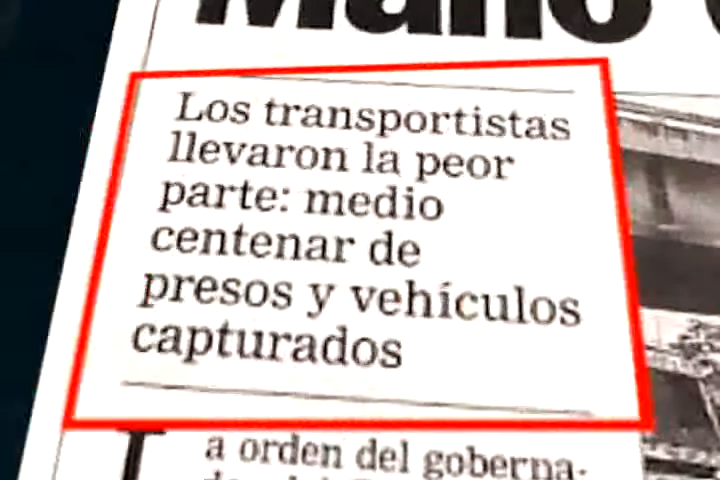 Los transportistas
llevaron la peor
parte: medio
centenar de
presos y vehículos
capturados
a orden del goberna-